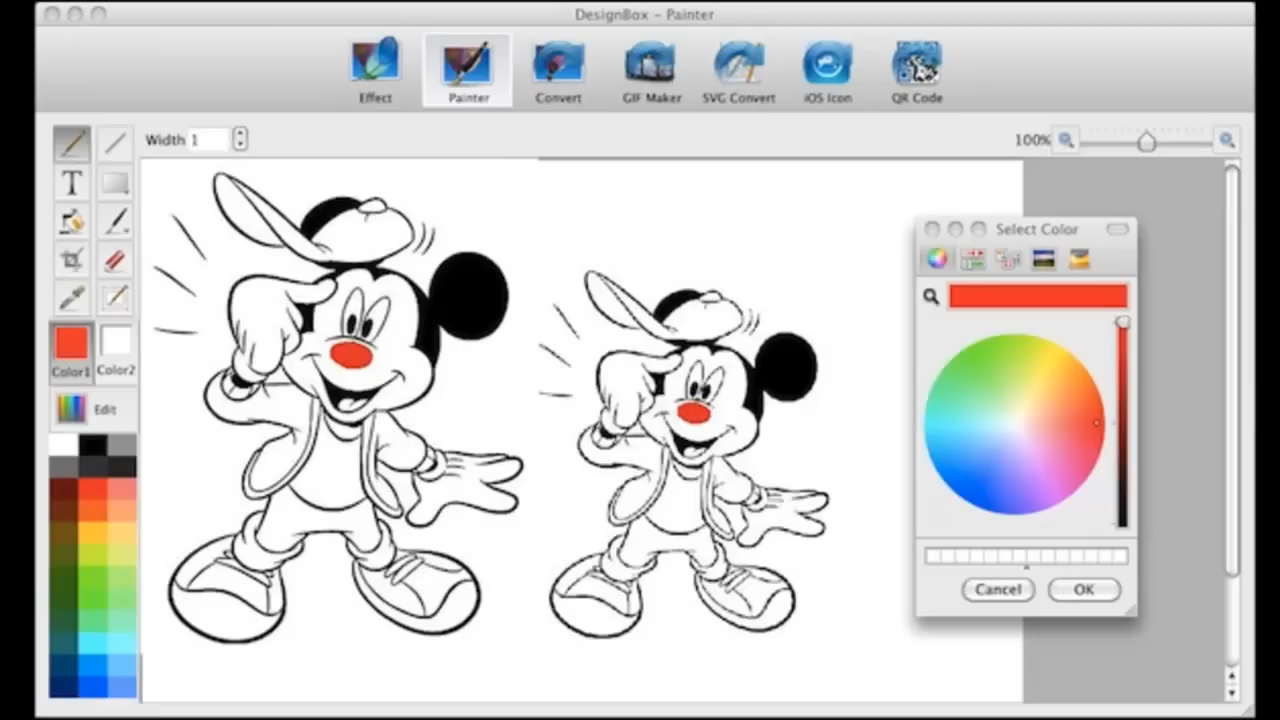 DesignBox - Painter
Effect Painter Convert GIF Maker SVG Convert iOS Icon QR Code
Width 1 100%
Select Color
T
Color1 Color2
Edit
Cancel OK